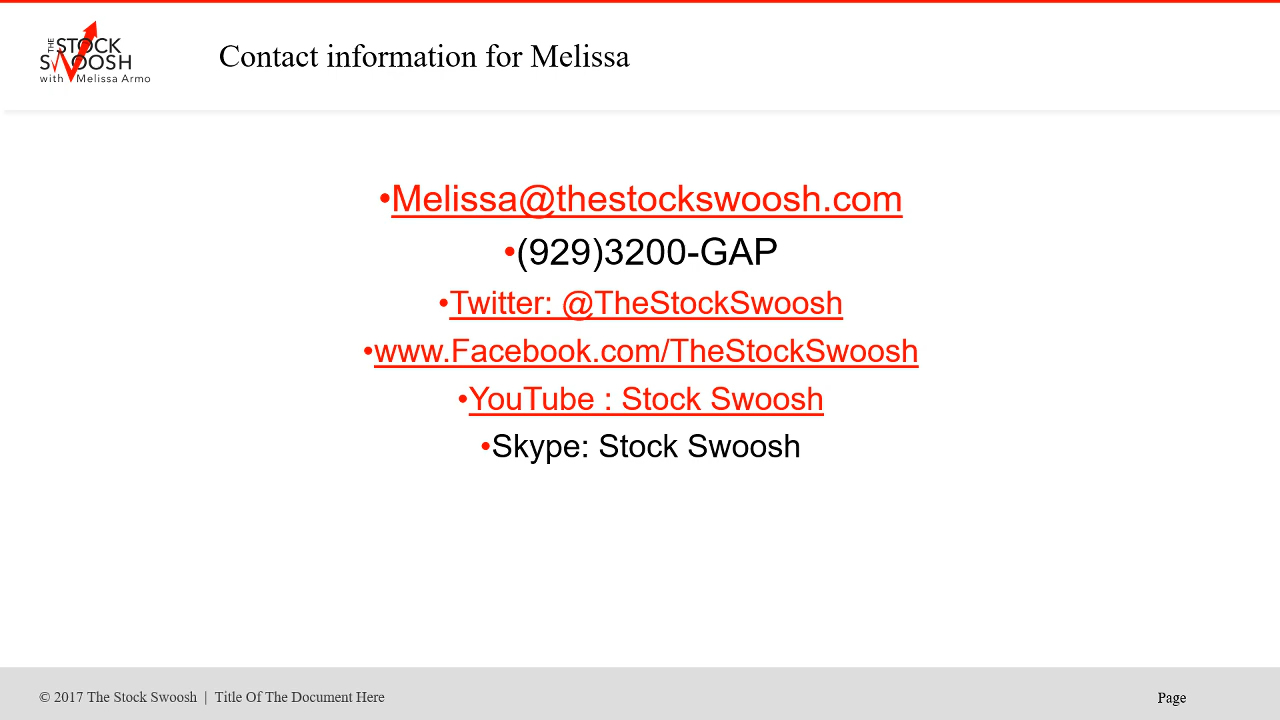 THE STOCK
SWOOSH
with Melissa Armo
Contact information for Melissa
•Melissa@thestockswoosh.com
•(929)3200-GAP
•Twitter: @TheStockSwoosh
•www.Facebook.com/TheStockSwoosh
•YouTube : Stock Swoosh
•Skype: Stock Swoosh
© 2017 The Stock Swoosh | Title Of The Document Here
Page